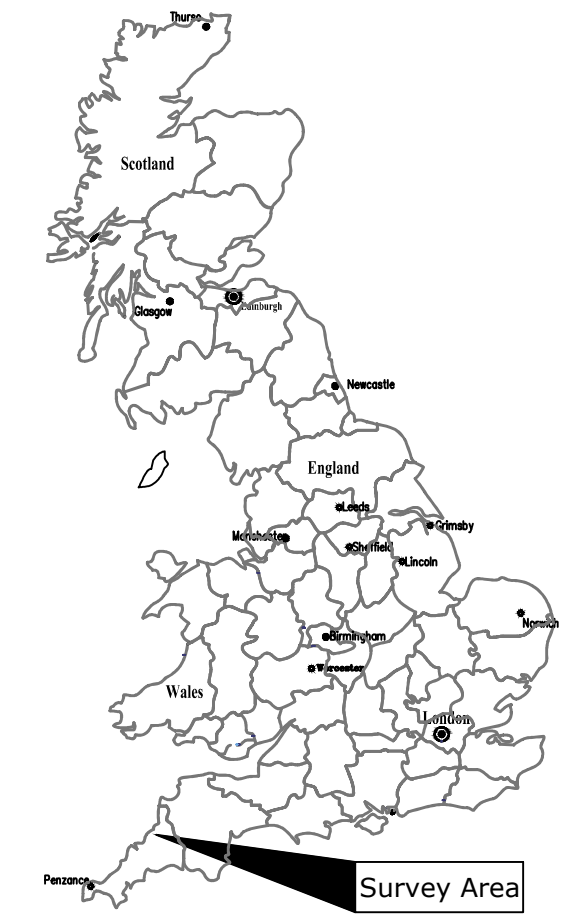 Thurso
Scotland
Edinburgh
Glasgow
Newcastle
England
Leeds
Grimsby
Manchester
Sheffield
Lincoln
Norwich
Birmingham
Worcester
Wales
London
Penzance
Survey Area